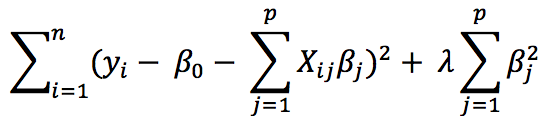 ∑_{i=1}^{n} (y_i − β_0 − ∑_{j=1}^{p} X_{ij}β_j)^2 + λ ∑_{j=1}^{p} β_j^2